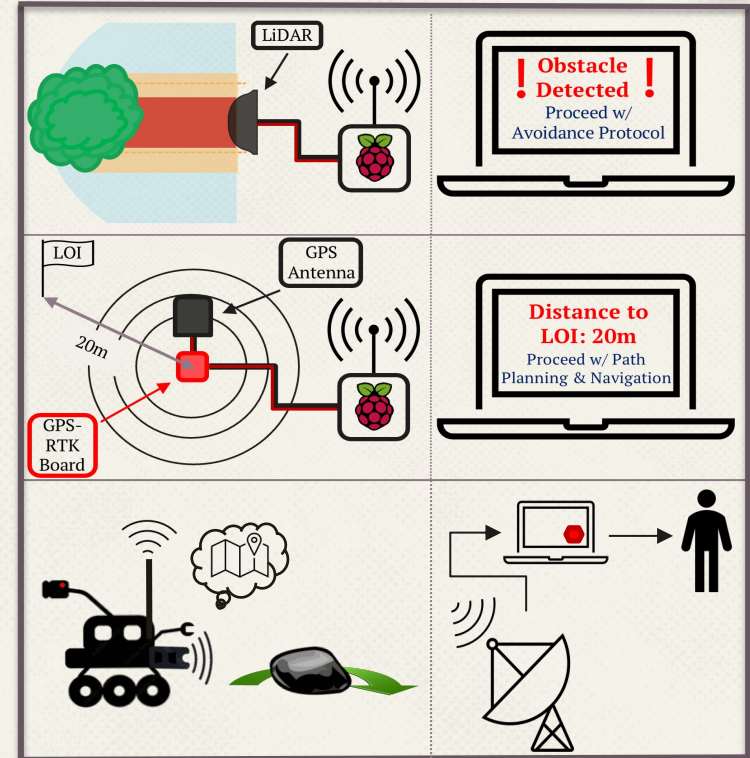 LiDAR
! Obstacle !
Detected
Proceed w/
Avoidance Protocol
LOI
GPS
Antenna
20m
GPS-
RTK
Board
Distance to
LOI: 20m
Proceed w/ Path
Planning & Navigation